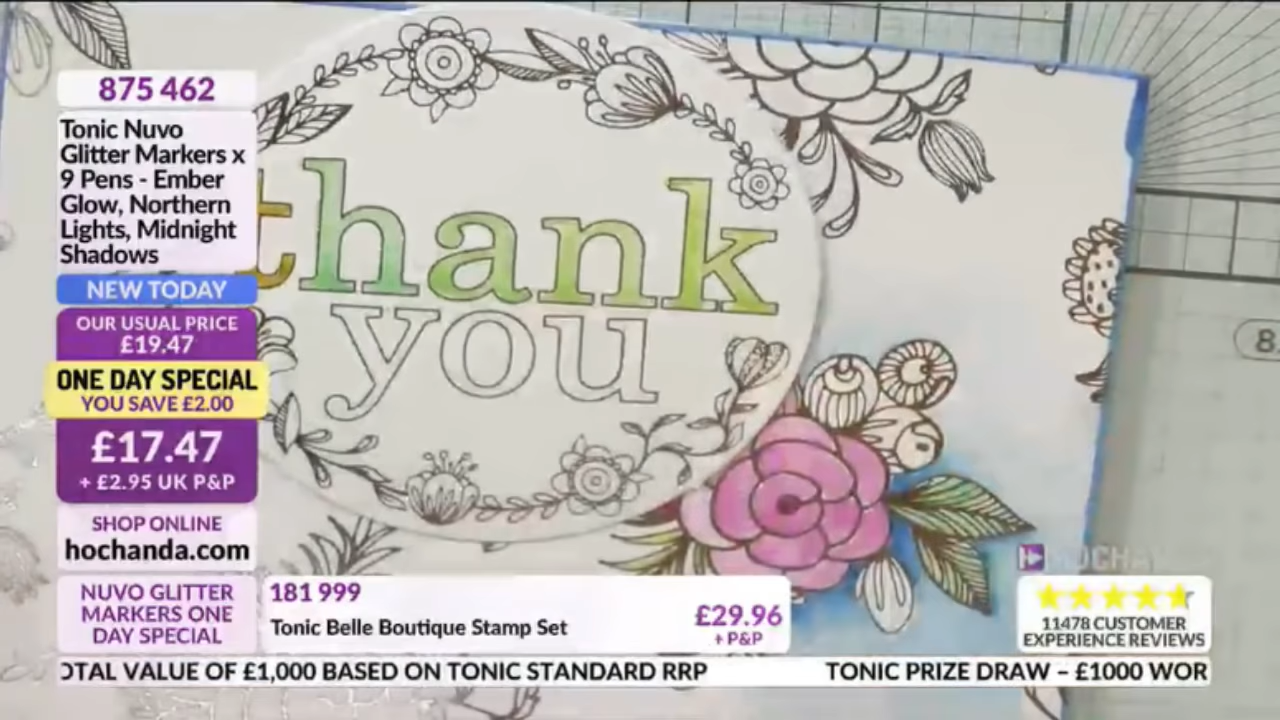 875 462
Tonic Nuvo
Glitter Markers x
9 Pens - Ember
Glow, Northern
Lights, Midnight
Shadows
NEW TODAY
OUR USUAL PRICE
£19.47
ONE DAY SPECIAL
YOU SAVE £2.00
£17.47
+ £2.95 UK P&P
SHOP ONLINE
hochanda.com
NUVO GLITTER
MARKERS ONE
DAY SPECIAL
thank
you
8
181 999
Tonic Belle Boutique Stamp Set
£29.96
+ P&P
HOCHA
11478 CUSTOMER
EXPERIENCE REVIEWS
OTAL VALUE OF £1,000 BASED ON TONIC STANDARD RRP TONIC PRIZE DRAW – £1000 WOR